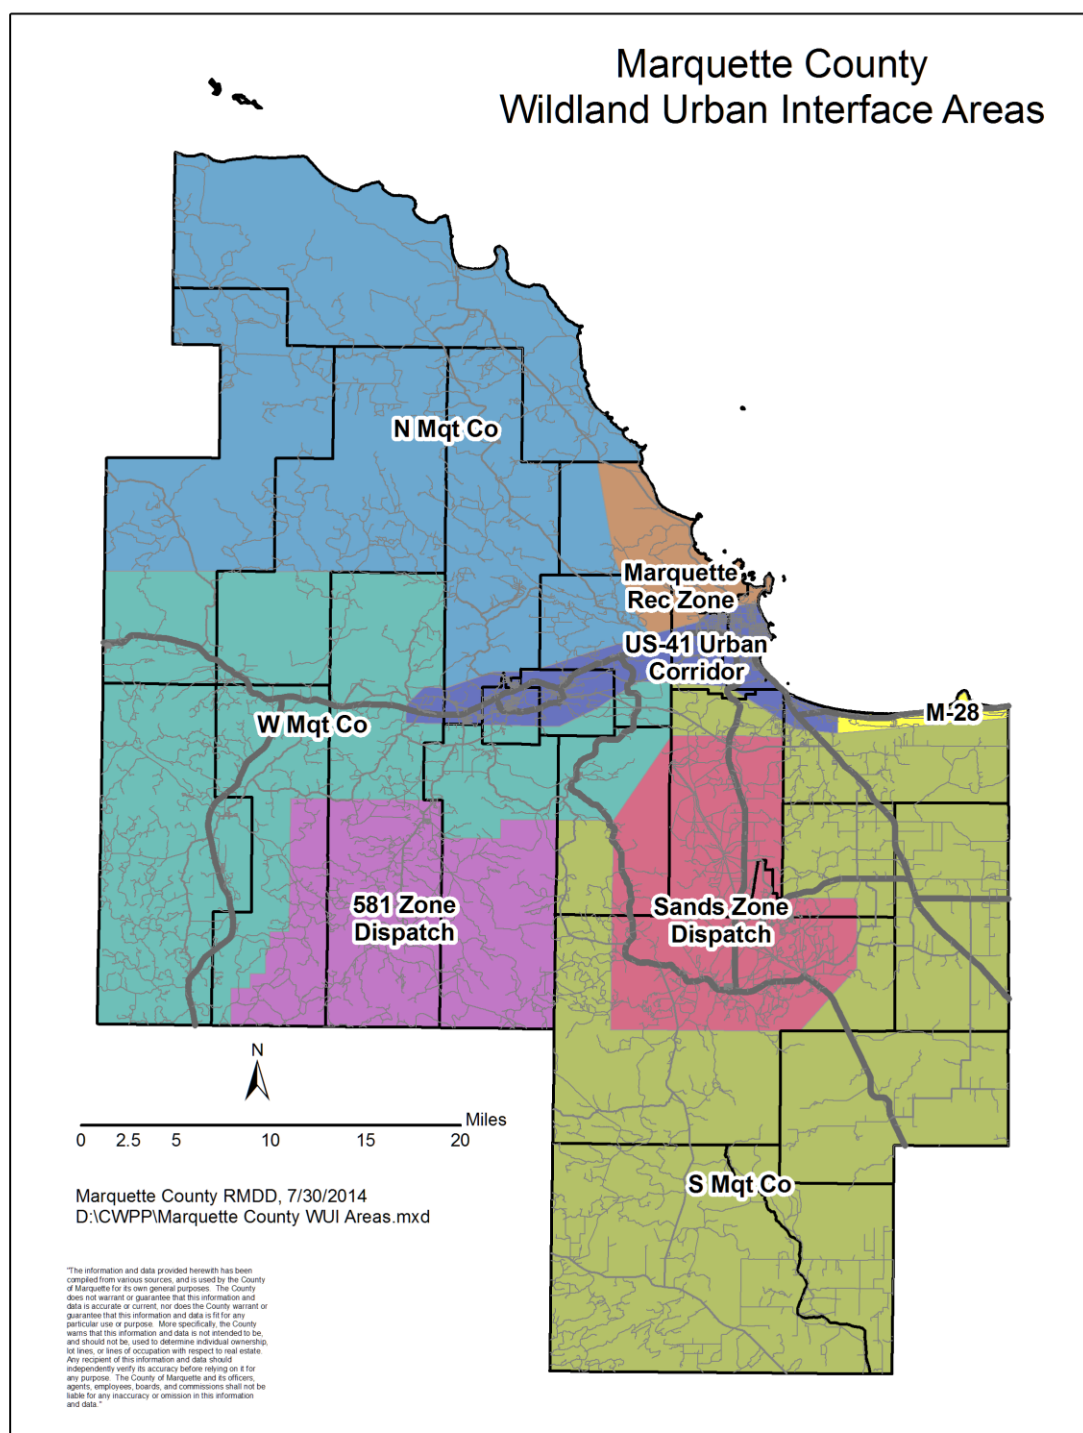 Marquette County
Wildland Urban Interface Areas
N Mqt Co
Marquette
Rec Zone
US-41 Urban
Corridor
M-28
W Mqt Co
581 Zone
Dispatch
Sands Zone
Dispatch
N
Miles
0 2.5 5 10 15 20
S Mqt Co
Marquette County RMDD, 7/30/2014
D:\CWPP\Marquette County WUI Areas.mxd
"The information and data provided herewith has been
compiled from various sources, and is used by the County
of Marquette for its own general purposes. The County
does not warrant or guarantee that this information and
data is accurate or current, nor does the County warrant or
guarantee that this information and data is fit for any
particular use or purpose. More specifically, the County
warns that this information and data is not intended to be,
and should not be, used to determine individual ownership,
lot lines, or lines of occupation with respect to real estate.
Any recipient of this information and data should
independently verify its accuracy before relying on it for
any purpose. The County of Marquette and its officers,
agents, employees, boards, and commissions shall not be
liable for any inaccuracy or omission in this information
and data."